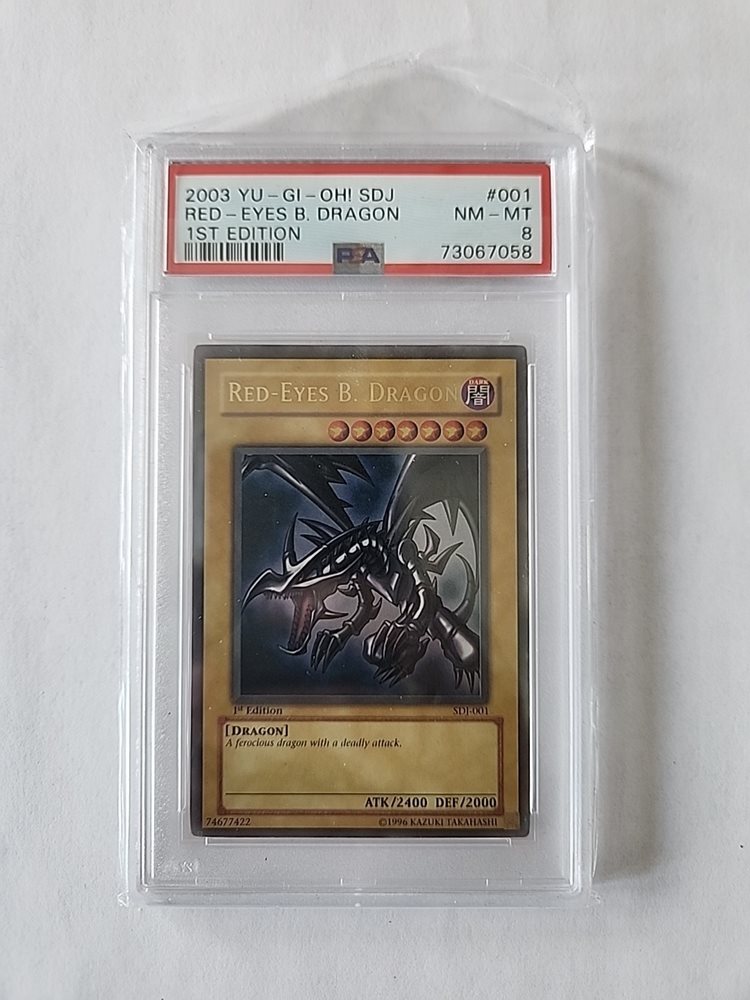 2003 YU-GI-OH! SDJ #001
RED-EYES B. DRAGON NM-MT
1ST EDITION 8
PSA 73067058
RED-EYES B. DRAGON DARK 闇
1st Edition SDJ-001
[DRAGON]
A ferocious dragon with a deadly attack.
ATK/2400 DEF/2000
74677422 ©1996 KAZUKI TAKAHASHI